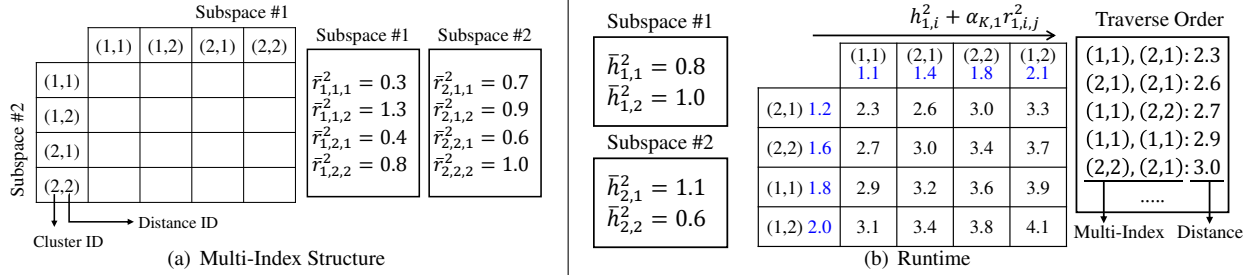 Subspace #1
(1,1) (1,2) (2,1) (2,2)
Subspace #2
(1,1)
(1,2)
(2,1)
(2,2)
Cluster ID
Distance ID
Subspace #1
r̄²₁,₁,₁ = 0.3
r̄²₁,₁,₂ = 1.3
r̄²₁,₂,₁ = 0.4
r̄²₁,₂,₂ = 0.8
Subspace #2
r̄²₂,₁,₁ = 0.7
r̄²₂,₁,₂ = 0.9
r̄²₂,₂,₁ = 0.6
r̄²₂,₂,₂ = 1.0
(a) Multi-Index Structure
Subspace #1
h̄²₁,₁ = 0.8
h̄²₁,₂ = 1.0
Subspace #2
h̄²₂,₁ = 1.1
h̄²₂,₂ = 0.6
h²₁,ᵢ + α_{K,1} r²₁,ᵢ,ⱼ
(1,1) (2,1) (2,2) (1,2)
1.1 1.4 1.8 2.1
(2,1) 1.2 2.3 2.6 3.0 3.3
(2,2) 1.6 2.7 3.0 3.4 3.7
(1,1) 1.8 2.9 3.2 3.6 3.9
(1,2) 2.0 3.1 3.4 3.8 4.1
Traverse Order
(1,1), (2,1): 2.3
(2,1), (2,1): 2.6
(1,1), (2,2): 2.7
(1,1), (1,1): 2.9
(2,2), (2,1): 3.0
.....
Multi-Index Distance
(b) Runtime